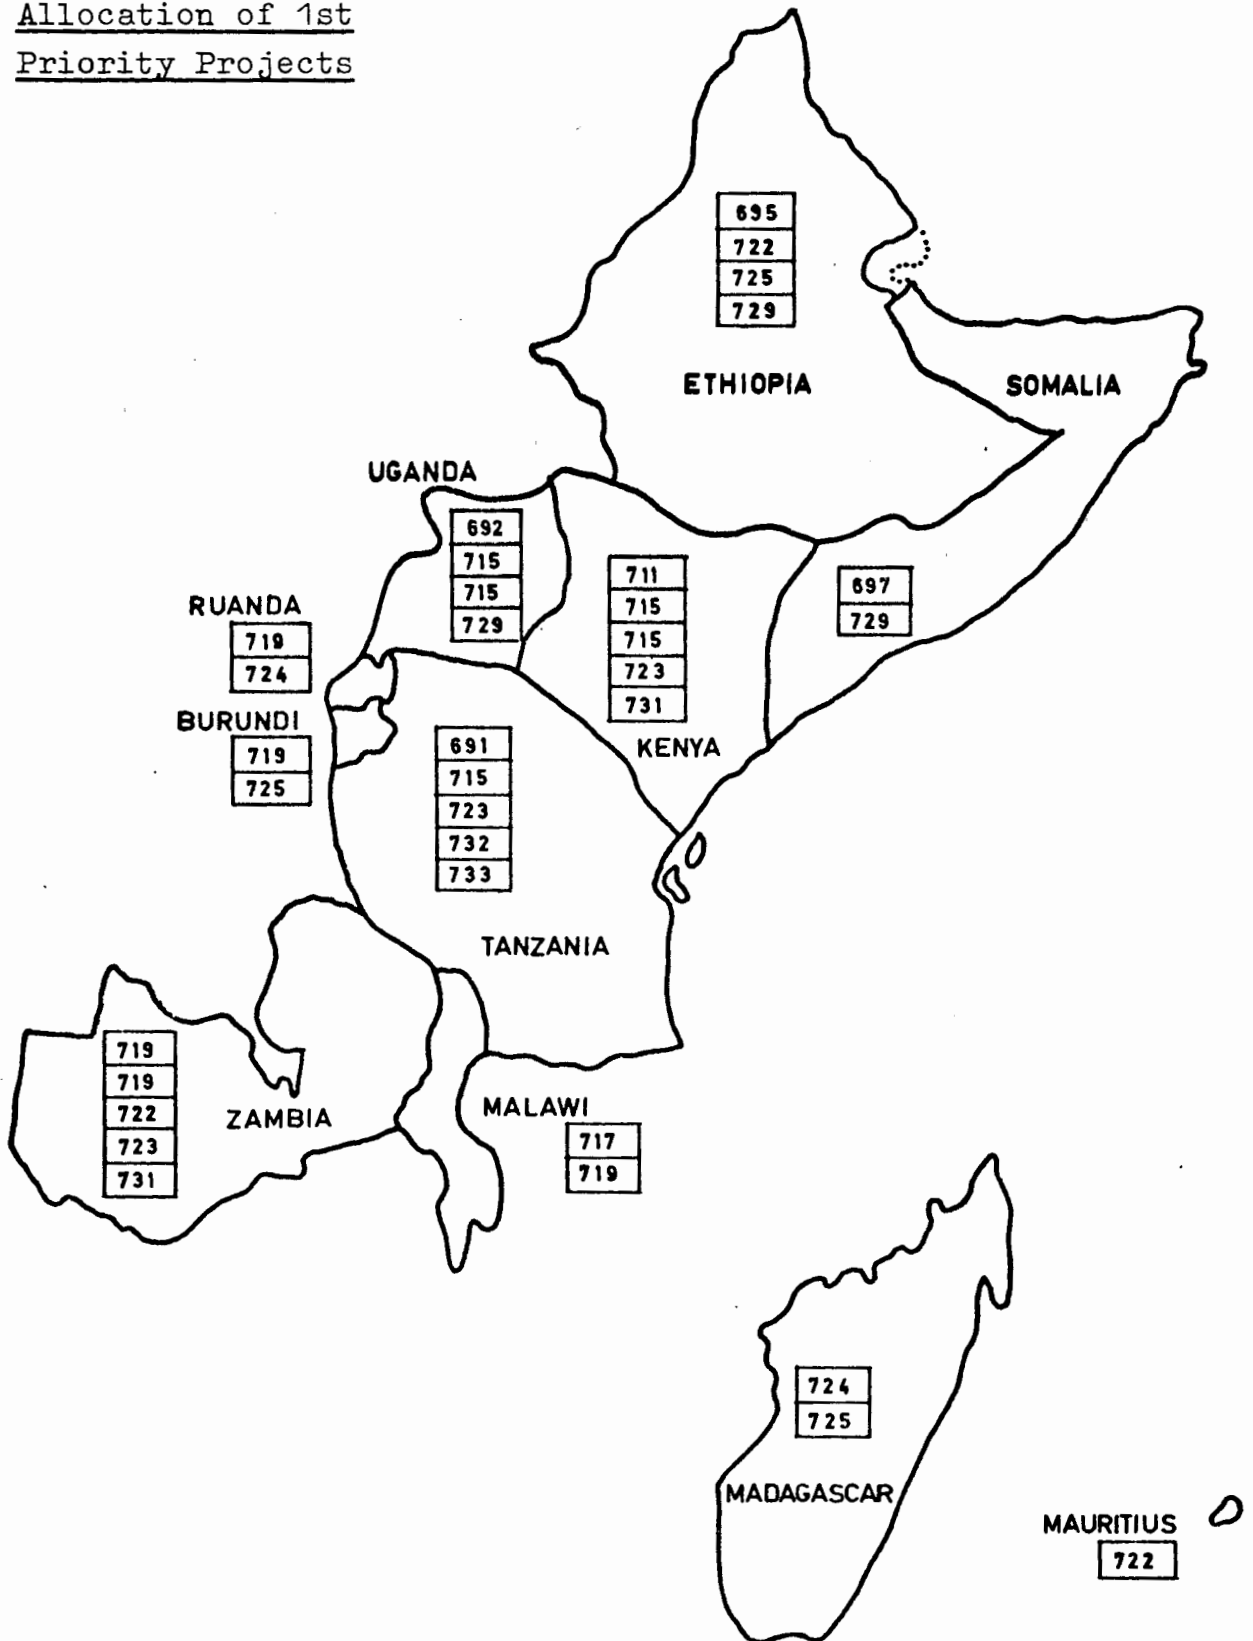 Allocation of 1st
Priority Projects
695
722
725
729
ETHIOPIA
SOMALIA
UGANDA
692
715
715
729
711
715
715
723
731
KENYA
697
729
RUANDA
719
724
BURUNDI
719
725
691
715
723
732
733
TANZANIA
719
719
722
723
731
ZAMBIA
MALAWI
717
719
724
725
MADAGASCAR
MAURITIUS
722